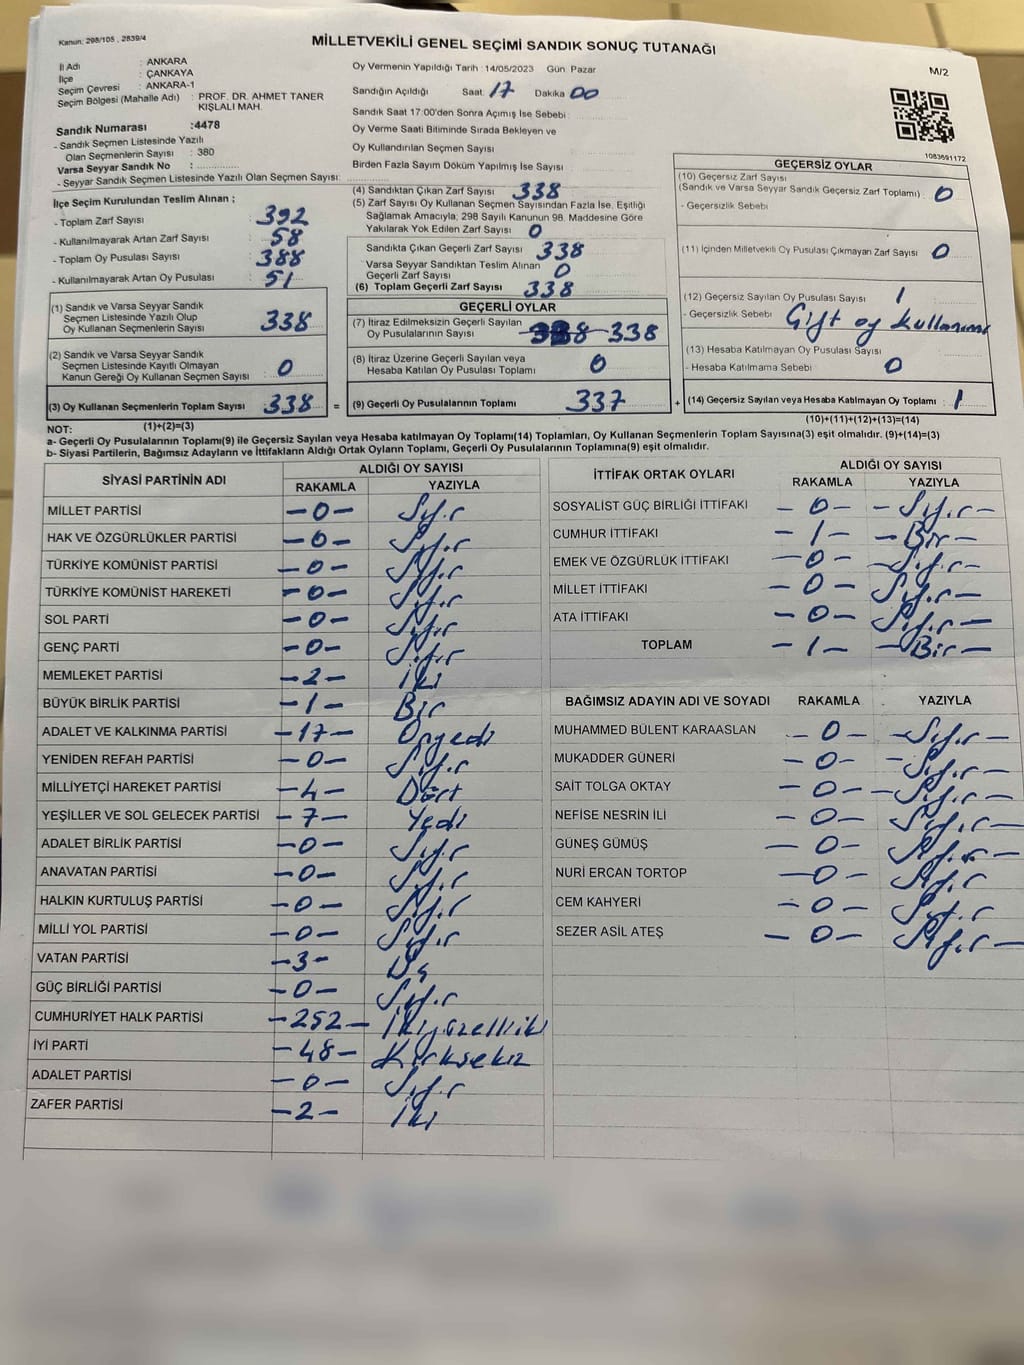 Kanun: 298/105 , 2839/4
MİLLETVEKİLİ GENEL SEÇİMİ SANDIK SONUÇ TUTANAĞI
M/2
İl Adı : ANKARA
İlçe : ÇANKAYA
Seçim Çevresi : ANKARA-1
Seçim Bölgesi (Mahalle Adı) : PROF. DR. AHMET TANER
KIŞLALI MAH.
Sandık Numarası :4478
- Sandık Seçmen Listesinde Yazılı
Olan Seçmenlerin Sayısı : 380
Varsa Seyyar Sandık No :
- Seyyar Sandık Seçmen Listesinde Yazılı Olan Seçmen Sayısı:
Oy Vermenin Yapıldığı Tarih : 14/05/2023 Gün Pazar
Sandığın Açıldığı Saat 17 Dakika 00
Sandık Saat 17:00'den Sonra Açmış İse Sebebi :
Oy Verme Saati Bitiminde Sırada Bekleyen ve
Oy Kullandırılan Seçmen Sayısı
Birden Fazla Sayım Döküm Yapılmış İse Sayısı
1083691172
İlçe Seçim Kurulundan Teslim Alınan ;
- Toplam Zarf Sayısı : 392
- Kullanılmayarak Artan Zarf Sayısı : 58
- Toplam Oy Pusulası Sayısı : 388
- Kullanılmayarak Artan Oy Pusulası : 51
(4) Sandıktan Çıkan Zarf Sayısı 338
(5) Zarf Sayısı Oy Kullanan Seçmen Sayısından Fazla İse, Eşitliği
Sağlamak Amacıyla; 298 Sayılı Kanunun 98. Maddesine Göre
Yakılarak Yok Edilen Zarf Sayısı 0
Sandıkta Çıkan Geçerli Zarf Sayısı 338
Varsa Seyyar Sandıktan Teslim Alınan
Geçerli Zarf Sayısı 0
(6) Toplam Geçerli Zarf Sayısı 338
GEÇERSİZ OYLAR
(10) Geçersiz Zarf Sayısı
(Sandık ve Varsa Seyyar Sandık Geçersiz Zarf Toplamı) : 0
- Geçersizlik Sebebi
(11) İçinden Milletvekili Oy Pusulası Çıkmayan Zarf Sayısı 0
(12) Geçersiz Sayılan Oy Pusulası Sayısı 1
- Geçersizlik Sebebi Çift oy kullanımı
(13) Hesaba Katılmayan Oy Pusulası Sayısı
- Hesaba Katılmama Sebebi 0
(1) Sandık ve Varsa Seyyar Sandık
Seçmen Listesinde Yazılı Olup
Oy Kullanan Seçmenlerin Sayısı 338
(2) Sandık ve Varsa Seyyar Sandık
Seçmen Listesinde Kayıtlı Olmayan
Kanun Gereği Oy Kullanan Seçmen Sayısı 0
GEÇERLİ OYLAR
(7) İtiraz Edilmeksizin Geçerli Sayılan
Oy Pusulalarının Sayısı 338
(8) İtiraz Üzerine Geçerli Sayılan veya
Hesaba Katılan Oy Pusulası Toplamı 0
(3) Oy Kullanan Seçmenlerin Toplam Sayısı 338 = (9) Geçerli Oy Pusulalarının Toplamı 337 + (14) Geçersiz Sayılan veya Hesaba Katılmayan Oy Toplamı : 1
NOT: (1)+(2)=(3) (10)+(11)+(12)+(13)=(14)
a- Geçerli Oy Pusulalarının Toplamı(9) ile Geçersiz Sayılan veya Hesaba katılmayan Oy Toplamı(14) Toplamları, Oy Kullanan Seçmenlerin Toplam Sayısına(3) eşit olmalıdır. (9)+(14)=(3)
b- Siyasi Partilerin, Bağımsız Adayların ve İttifakların Aldığı Ortak Oyların Toplamı, Geçerli Oy Pusulalarının Toplamına(9) eşit olmalıdır.
SİYASİ PARTİNİN ADI ALDIĞI OY SAYISI
RAKAMLA YAZIYLA
MİLLET PARTİSİ -0- Sıfır
HAK VE ÖZGÜRLÜKLER PARTİSİ -0- Sıfır
TÜRKİYE KOMÜNİST PARTİSİ -0- Sıfır
TÜRKİYE KOMÜNİST HAREKETİ -0- Sıfır
SOL PARTİ -0- Sıfır
GENÇ PARTİ -0- Sıfır
MEMLEKET PARTİSİ -2- İki
BÜYÜK BİRLİK PARTİSİ -1- Bir
ADALET VE KALKINMA PARTİSİ -17- Onyedi
YENİDEN REFAH PARTİSİ -0- Sıfır
MİLLİYETÇİ HAREKET PARTİSİ -4- Dört
YEŞİLLER VE SOL GELECEK PARTİSİ -7- Yedi
ADALET BİRLİK PARTİSİ -0- Sıfır
ANAVATAN PARTİSİ -0- Sıfır
HALKIN KURTULUŞ PARTİSİ -0- Sıfır
MİLLİ YOL PARTİSİ -0- Sıfır
VATAN PARTİSİ -3- Üç
GÜÇ BİRLİĞİ PARTİSİ -0- Sıfır
CUMHURİYET HALK PARTİSİ -252- İkiyüzelliiki
İYİ PARTİ -48- Kırksekiz
ADALET PARTİSİ -0- Sıfır
ZAFER PARTİSİ -2- İki
İTTİFAK ORTAK OYLARI ALDIĞI OY SAYISI
RAKAMLA YAZIYLA
SOSYALİST GÜÇ BİRLİĞİ İTTİFAKI -0- -Sıfır-
CUMHUR İTTİFAKI -1- -Bir-
EMEK VE ÖZGÜRLÜK İTTİFAKI -0- -Sıfır-
MİLLET İTTİFAKI -0- Sıfır-
ATA İTTİFAKI -0- Sıfır-
TOPLAM -1- -Bir-
BAĞIMSIZ ADAYIN ADI VE SOYADI RAKAMLA YAZIYLA
MUHAMMED BÜLENT KARAASLAN -0- -Sıfır-
MUKADDER GÜNERİ -0- -Sıfır-
SAİT TOLGA OKTAY -0- -Sıfır-
NEFİSE NESRİN İLİ -0- Sıfır-
GÜNEŞ GÜMÜŞ -0- Sıfır-
NURİ ERCAN TORTOP -0- Sıfır
CEM KAHYERİ -0- Sıfır
SEZER ASİL ATEŞ -0- Sıfır-